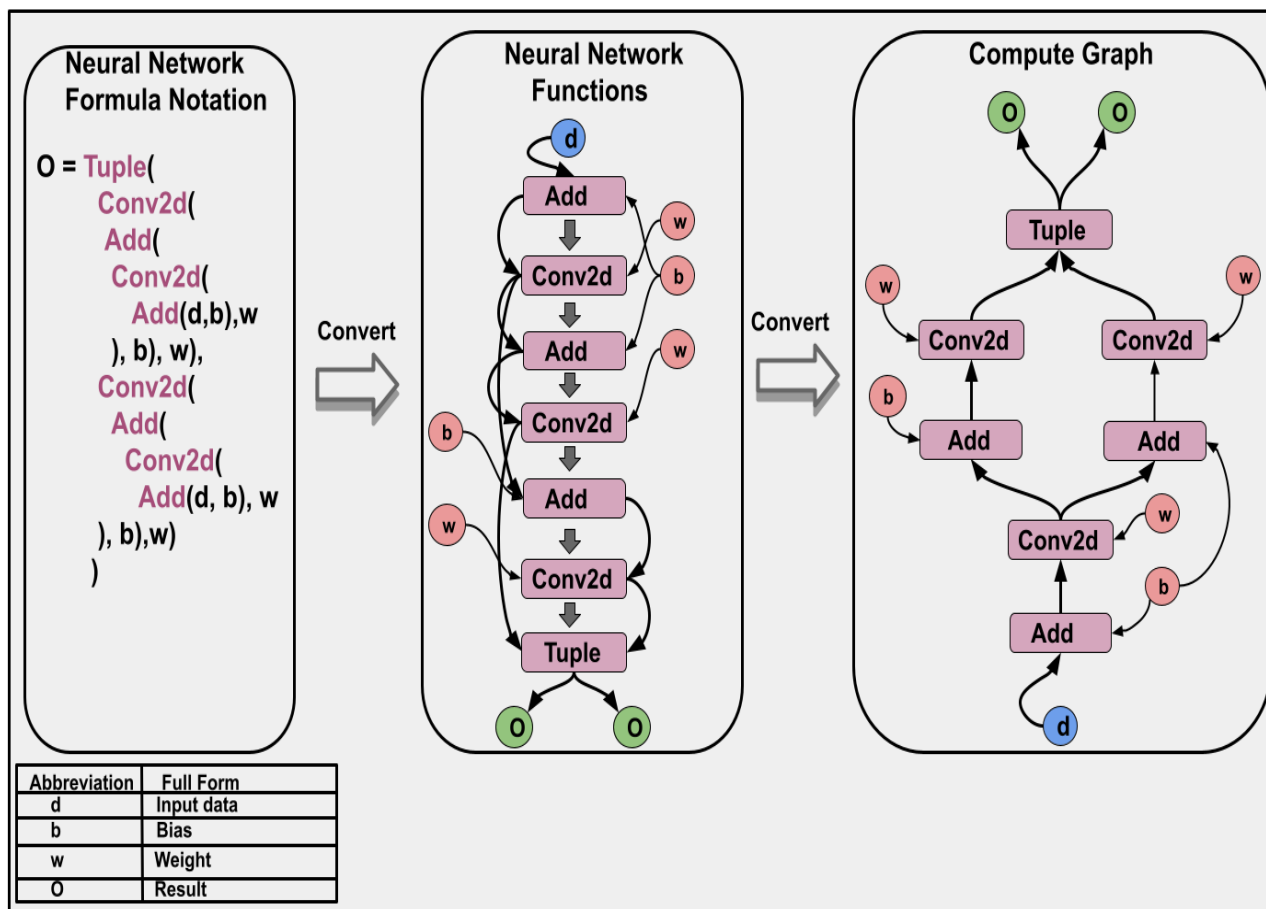 Neural Network
Formula Notation
O = Tuple(
Conv2d(
Add(
Conv2d(
Add(d,b),w
), b), w),
Conv2d(
Add(
Conv2d(
Add(d, b), w
), b),w)
)
Convert
Neural Network
Functions
d
Add
w
Conv2d
b
Add
w
Conv2d
b
Add
w
Conv2d
Tuple
O O
Convert
Compute Graph
O O
Tuple
w w
Conv2d Conv2d
b
Add Add
w
Conv2d
b
Add
d
Abbreviation Full Form
d Input data
b Bias
w Weight
O Result